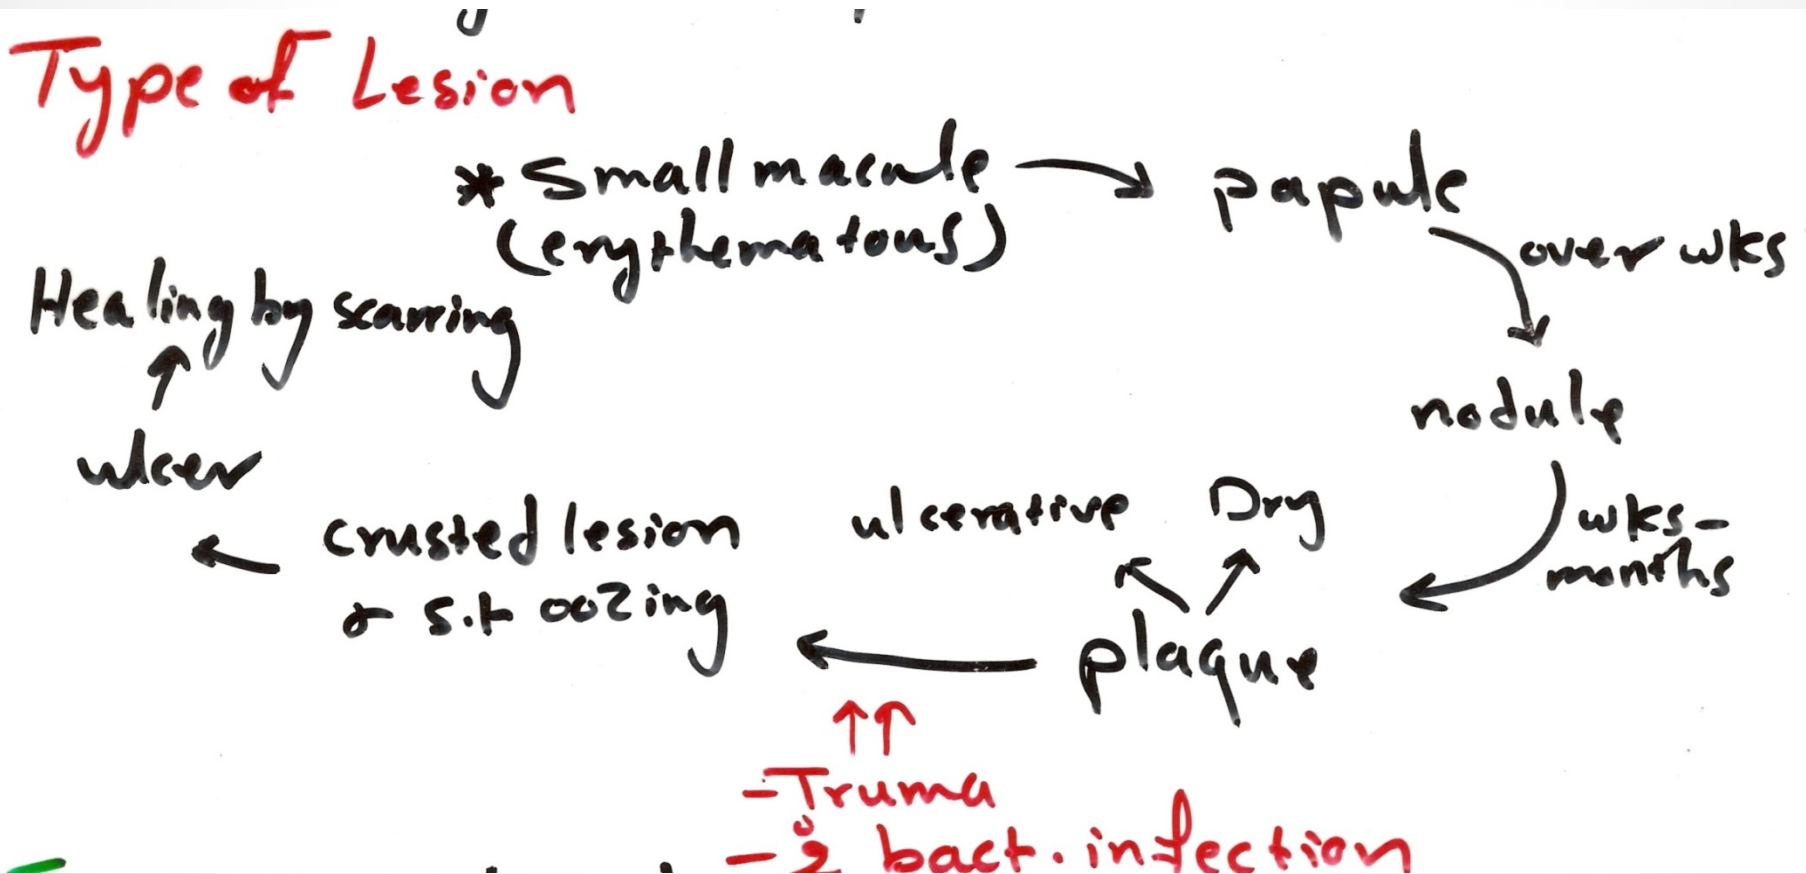 Type of Lesion
* Small macule → papule
(erythematous)
over wks
Healing by scarring
nodule
ulcer
wks-
months
ulcerative Dry
crusted lesion
& s.t oozing
plaque
- Truma
- 2° bact. infection